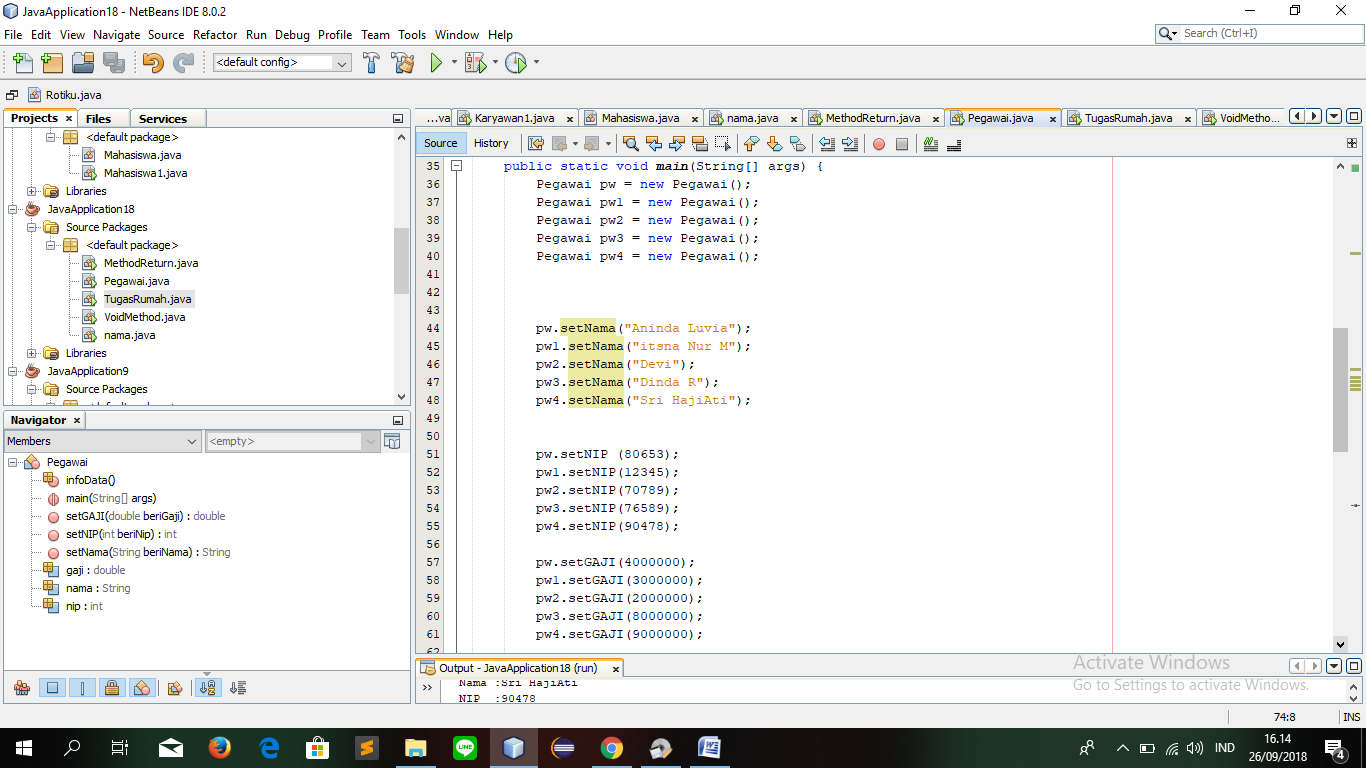 JavaApplication18 - NetBeans IDE 8.0.2
File Edit View Navigate Source Refactor Run Debug Profile Team Tools Window Help
Search (Ctrl+I)
<default config>
Rotiku.java
Projects Files Services
<default package>
Mahasiswa.java
Mahasiswa1.java
Libraries
JavaApplication18
Source Packages
<default package>
MethodReturn.java
Pegawai.java
TugasRumah.java
VoidMethod.java
nama.java
Libraries
JavaApplication9
Source Packages
Navigator
Members
<empty>
Pegawai
infoData()
main(String[] args)
setGAJI(double beriGaji) : double
setNIP(int beriNip) : int
setNama(String beriNama) : String
gaji : double
nama : String
nip : int
...va Karyawan1.java Mahasiswa.java nama.java MethodReturn.java Pegawai.java TugasRumah.java VoidMetho...
Source History
35 public static void main(String[] args) {
36 Pegawai pw = new Pegawai();
37 Pegawai pw1 = new Pegawai();
38 Pegawai pw2 = new Pegawai();
39 Pegawai pw3 = new Pegawai();
40 Pegawai pw4 = new Pegawai();
41
42
43
44 pw.setNama("Aninda Luvia");
45 pw1.setNama("itsna Nur M");
46 pw2.setNama("Devi");
47 pw3.setNama("Dinda R");
48 pw4.setNama("Sri HajiAti");
49
50
51 pw.setNIP (80653);
52 pw1.setNIP(12345);
53 pw2.setNIP(70789);
54 pw3.setNIP(76589);
55 pw4.setNIP(90478);
56
57 pw.setGAJI(4000000);
58 pw1.setGAJI(3000000);
59 pw2.setGAJI(2000000);
60 pw3.setGAJI(8000000);
61 pw4.setGAJI(9000000);
62
Output - JavaApplication18 (run)
Nama :Sri HajiAti
NIP :90478
Activate Windows
Go to Settings to activate Windows.
74:8 INS
IND
16.14
26/09/2018
4